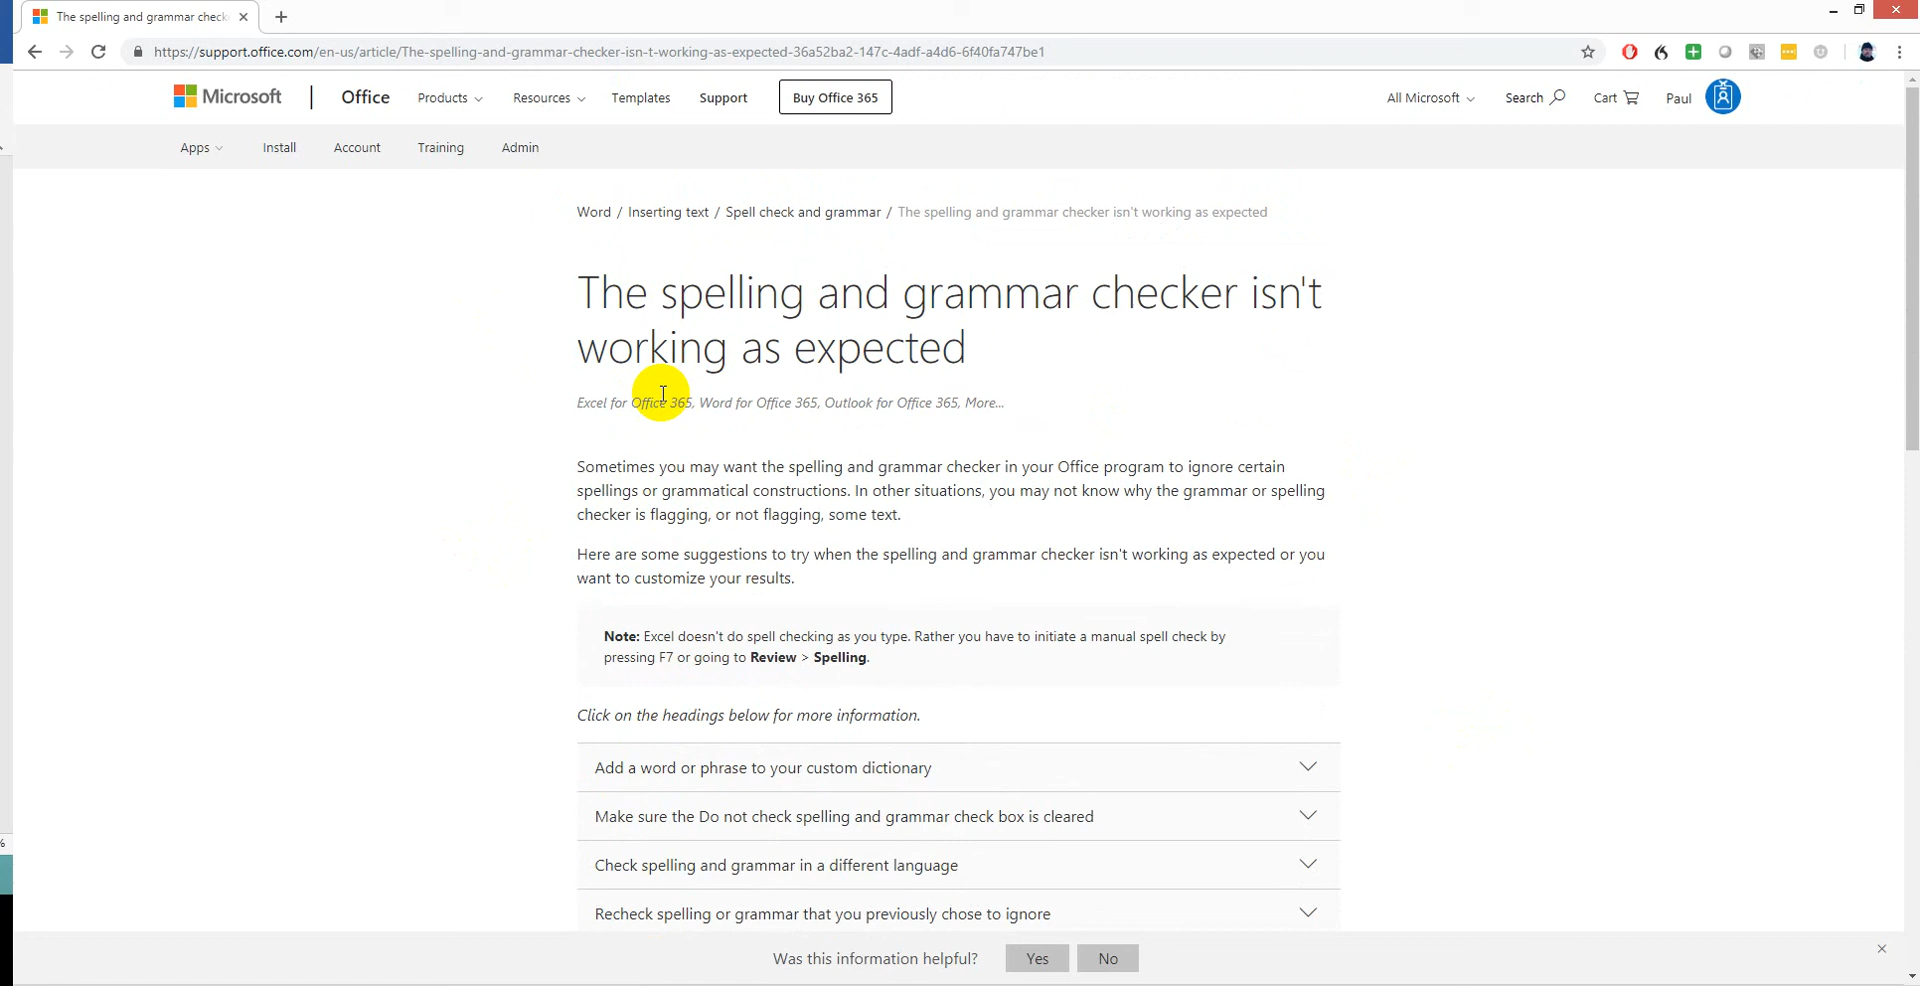 The spelling and grammar check
https://support.office.com/en-us/article/The-spelling-and-grammar-checker-isn-t-working-as-expected-36a52ba2-147c-4adf-a4d6-6f40fa747be1
Microsoft Office Products Resources Templates Support Buy Office 365 All Microsoft Search Cart Paul
Apps Install Account Training Admin
Word / Inserting text / Spell check and grammar / The spelling and grammar checker isn't working as expected
The spelling and grammar checker isn't
working as expected
Excel for Office 365, Word for Office 365, Outlook for Office 365, More...
Sometimes you may want the spelling and grammar checker in your Office program to ignore certain
spellings or grammatical constructions. In other situations, you may not know why the grammar or spelling
checker is flagging, or not flagging, some text.
Here are some suggestions to try when the spelling and grammar checker isn't working as expected or you
want to customize your results.
Note: Excel doesn't do spell checking as you type. Rather you have to initiate a manual spell check by
pressing F7 or going to Review > Spelling.
Click on the headings below for more information.
Add a word or phrase to your custom dictionary
Make sure the Do not check spelling and grammar check box is cleared
Check spelling and grammar in a different language
Recheck spelling or grammar that you previously chose to ignore
%
Was this information helpful? Yes No